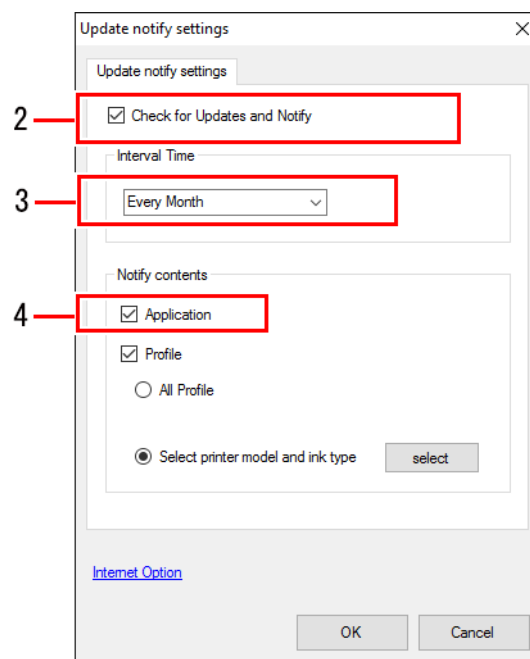 Update notify settings
Update notify settings
2
Check for Updates and Notify
Interval Time
3
Every Month
Notify contents
4
Application
Profile
All Profile
Select printer model and ink type
select
Internet Option
OK
Cancel